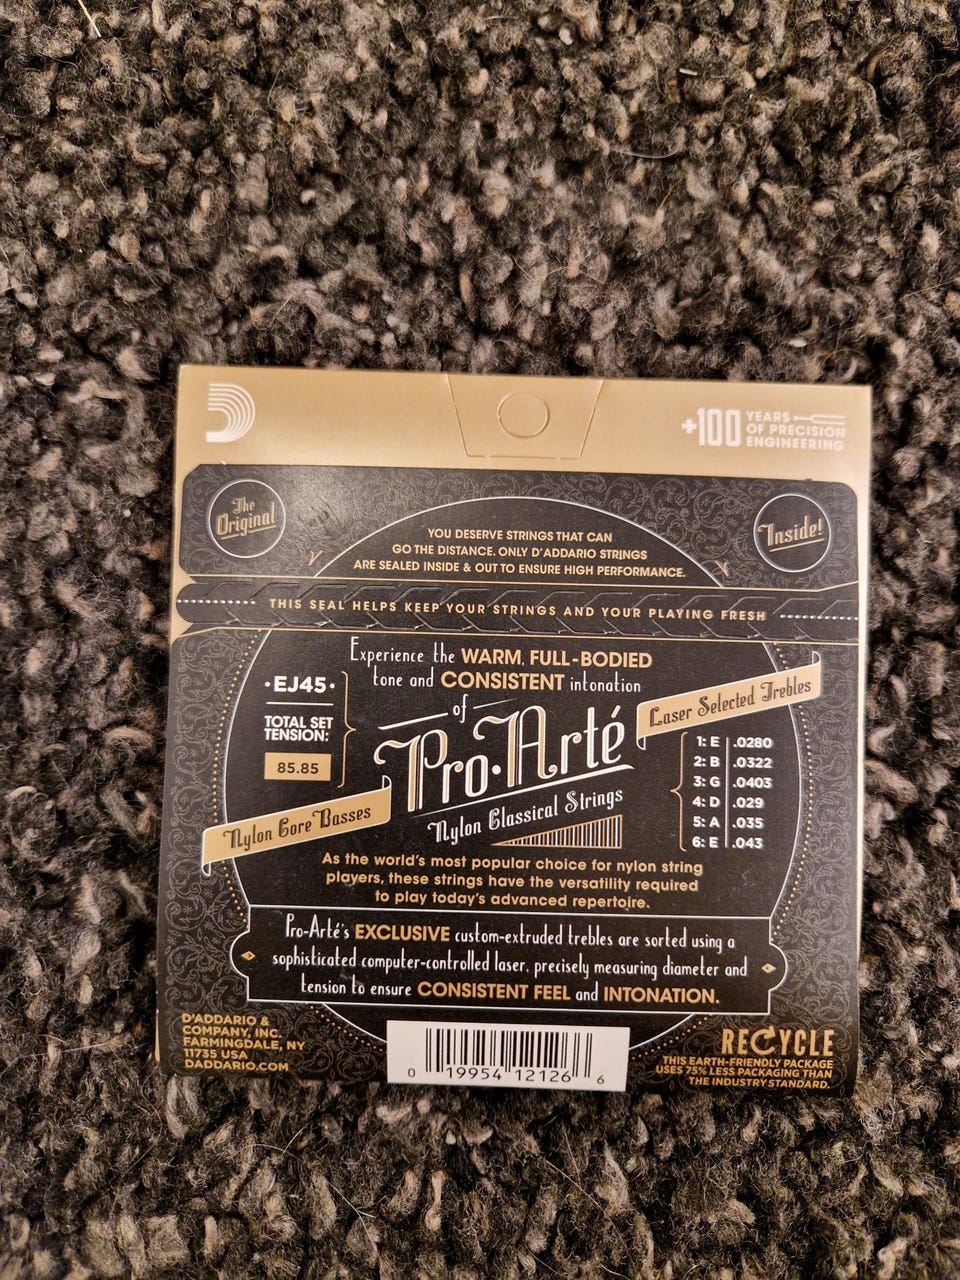 +100 YEARS
OF PRECISION
ENGINEERING
The
Original
Inside!
YOU DESERVE STRINGS THAT CAN
GO THE DISTANCE. ONLY D'ADDARIO STRINGS
ARE SEALED INSIDE & OUT TO ENSURE HIGH PERFORMANCE.
THIS SEAL HELPS KEEP YOUR STRINGS AND YOUR PLAYING FRESH
Experience the WARM, FULL-BODIED
tone and CONSISTENT intonation
of
Pro·Arté
Nylon Classical Strings
·EJ45·
TOTAL SET
TENSION:
85.85
Nylon Core Basses
Laser Selected Trebles
1: E .0280
2: B .0322
3: G .0403
4: D .029
5: A .035
6: E .043
As the world's most popular choice for nylon string
players, these strings have the versatility required
to play today's advanced repertoire.
Pro-Arté's EXCLUSIVE custom-extruded trebles are sorted using a
sophisticated computer-controlled laser, precisely measuring diameter and
tension to ensure CONSISTENT FEEL and INTONATION.
D'ADDARIO &
COMPANY, INC.
FARMINGDALE, NY
11735 USA
DADDARIO.COM
0 19954 12126 6
RECYCLE
THIS EARTH-FRIENDLY PACKAGE
USES 75% LESS PACKAGING THAN
THE INDUSTRY STANDARD.